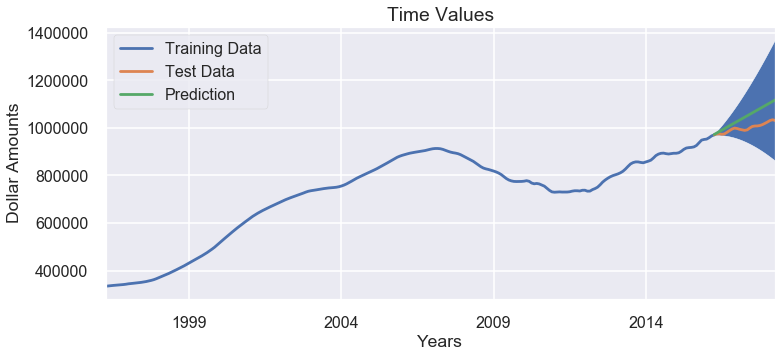 Time Values
Training Data
Test Data
Prediction
Dollar Amounts
1400000
1200000
1000000
800000
600000
400000
1999
2004
2009
2014
Years